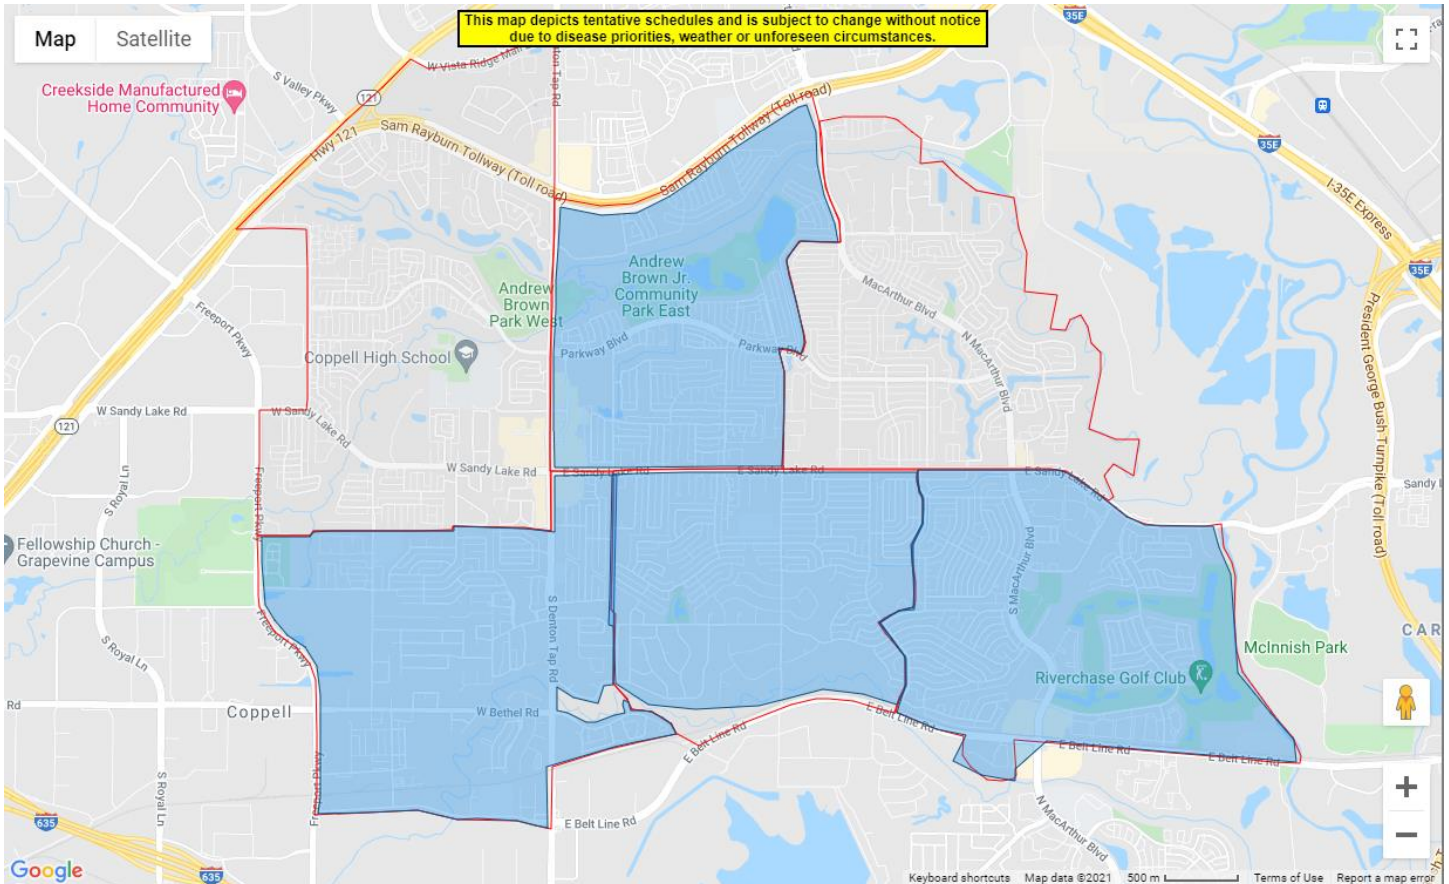 This map depicts tentative schedules and is subject to change without notice
due to disease priorities, weather or unforeseen circumstances.
Map
Satellite
35E
W Vista Ridge Mall
Denton Tap Rd
S Valley Pkwy
Creekside Manufactured
Home Community
121
Hwy 121
Sam Rayburn Tollway (Toll road)
Sam Rayburn Tollway (Toll road)
35E
I-35E Express
35E
Andrew
Brown Jr.
Community
Park East
Andrew
Brown
Park West
MacArthur Blvd
President George Bush Turnpike (Toll road)
Freeport Pkwy
Parkway Blvd
Parkway Blvd
N MacArthur Blvd
Coppell High School
W Sandy Lake Rd
W Sandy Lake Rd
121
W Sandy Lake Rd
E Sandy Lake Rd
E Sandy Lake Rd
E Sandy Lake Rd
Sandy L
S Royal Ln
Freeport Pkwy
Fellowship Church -
Grapevine Campus
S MacArthur Blvd
S Denton Tap Rd
Freeport Pkwy
S Royal Ln
CAR
McInnish Park
Riverchase Golf Club
Rd
Coppell
W Bethel Rd
E Belt Line Rd
E Belt Line Rd
E Belt Line Rd
E Belt Line Rd
S Royal Ln
Freeport Pkwy
N MacArthur Blvd
635
E Belt Line Rd
635
Google
Keyboard shortcuts
Map data ©2021
500 m
Terms of Use
Report a map error